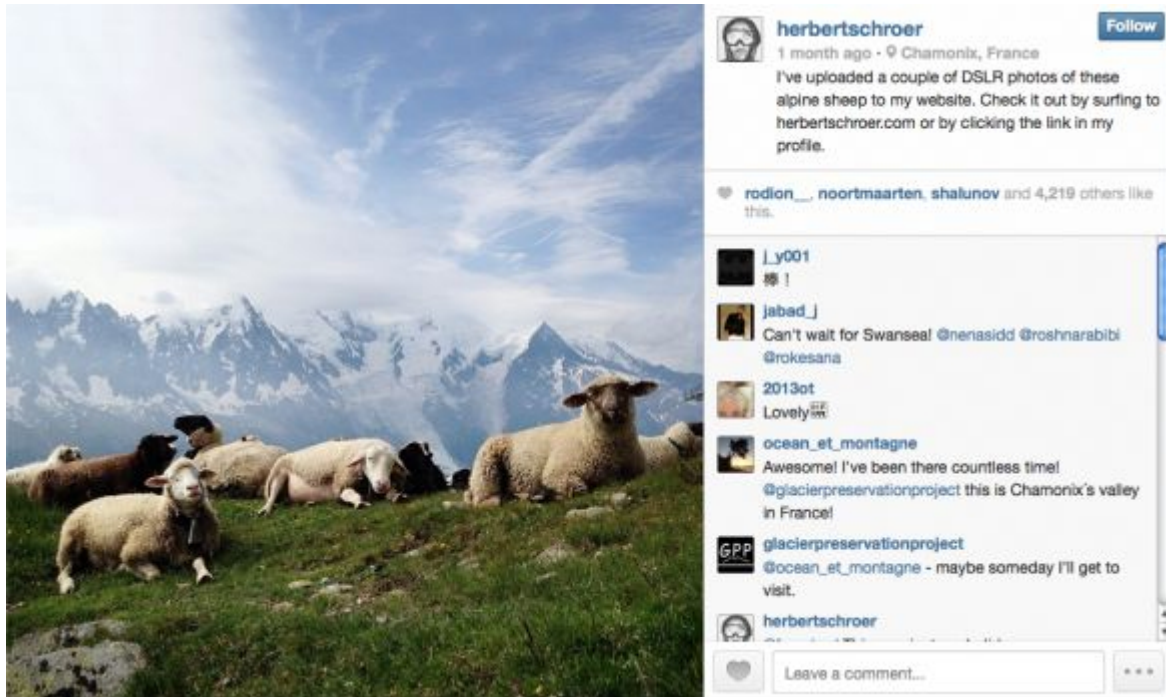 herbertschroer
Follow
1 month ago · Chamonix, France
I've uploaded a couple of DSLR photos of these
alpine sheep to my website. Check it out by surfing to
herbertschroer.com or by clicking the link in my
profile.
rodion__, noortmaarten, shalunov and 4,219 others like
this.
j_y001
棒！
jabad_j
Can't wait for Swansea! @nenasidd @roshnarabibi
@rokesana
2013ot
Lovely
ocean_et_montagne
Awesome! I've been there countless time!
@glacierpreservationproject this is Chamonix´s valley
in France!
GPP
glacierpreservationproject
@ocean_et_montagne - maybe someday I'll get to
visit.
herbertschroer
Leave a comment...